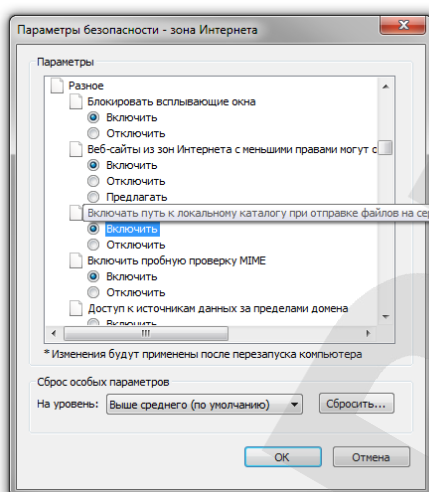 Параметры безопасности - зона Интернета
Параметры
Разное
Блокировать всплывающие окна
Включить
Отключить
Веб-сайты из зон Интернета с меньшими правами могут
Включить
Отключить
Предлагать
Включать путь к локальному каталогу при отправке файлов на
Включить
Отключить
Включить пробную проверку MIME
Включить
Отключить
Доступ к источникам данных за пределами домена
Включить
* Изменения будут применены после перезапуска компьютера
Сброс особых параметров
На уровень: Выше среднего (по умолчанию) Сбросить...
ОК Отмена